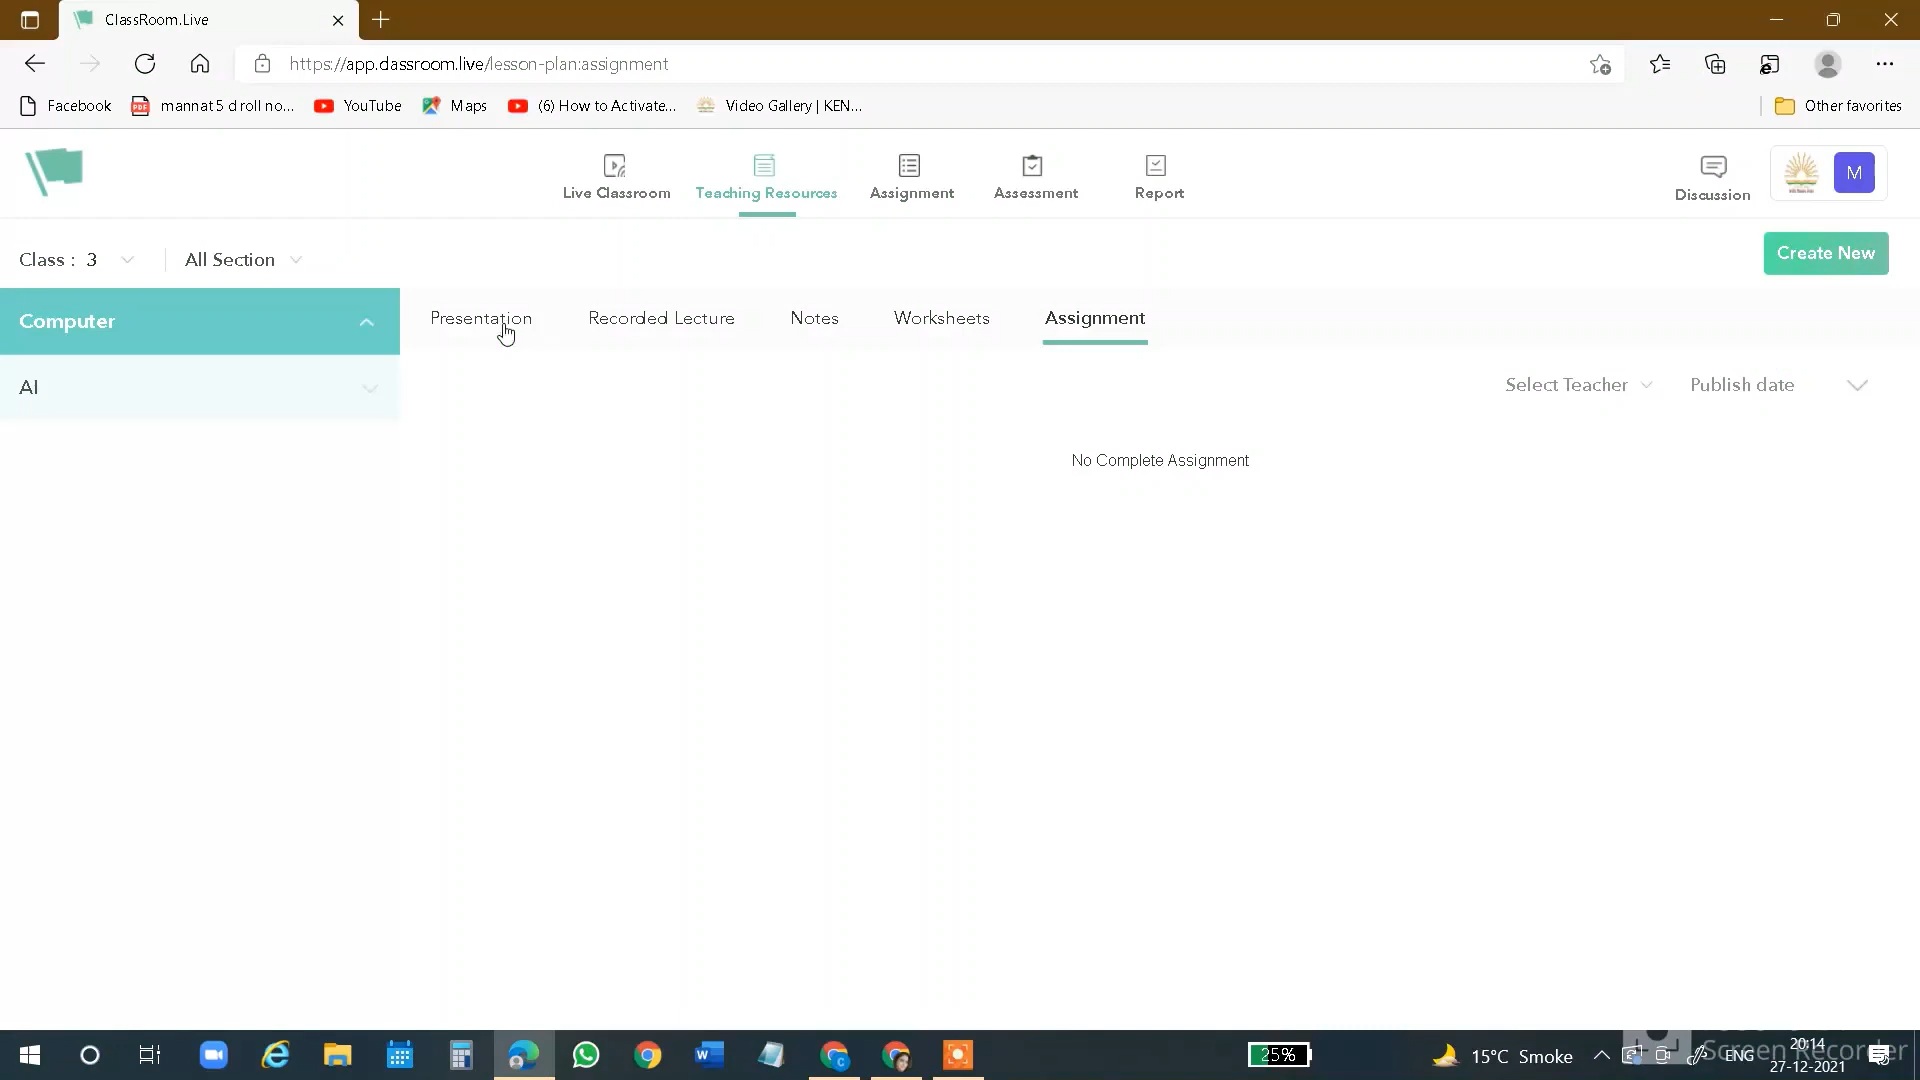 ClassRoom.Live
https://app.classroom.live/lesson-plan:assignment
Facebook
mannat 5 d roll no...
YouTube
Maps
(6) How to Activate...
Video Gallery | KEN...
Other favorites
Live Classroom
Teaching Resources
Assignment
Assessment
Report
Discussion
M
Class : 3
All Section
Create New
Computer
Presentation
Recorded Lecture
Notes
Worksheets
Assignment
AI
Select Teacher
Publish date
No Complete Assignment
25%
15°C Smoke
ENG
20:14
27-12-2021
Screen Recorder